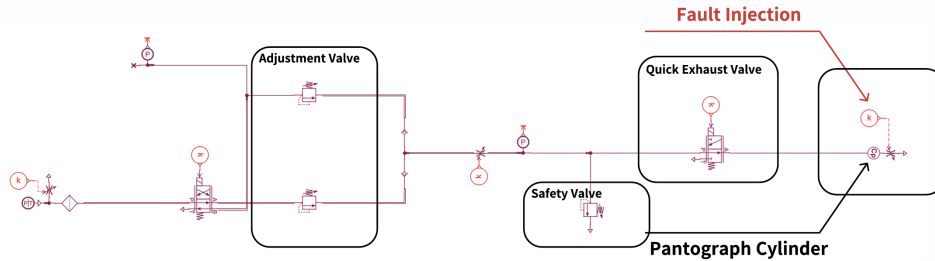 Fault Injection
Adjustment Valve
Quick Exhaust Valve
P
P
k
k
k
k
k
P|T
Safety Valve
Pantograph Cylinder